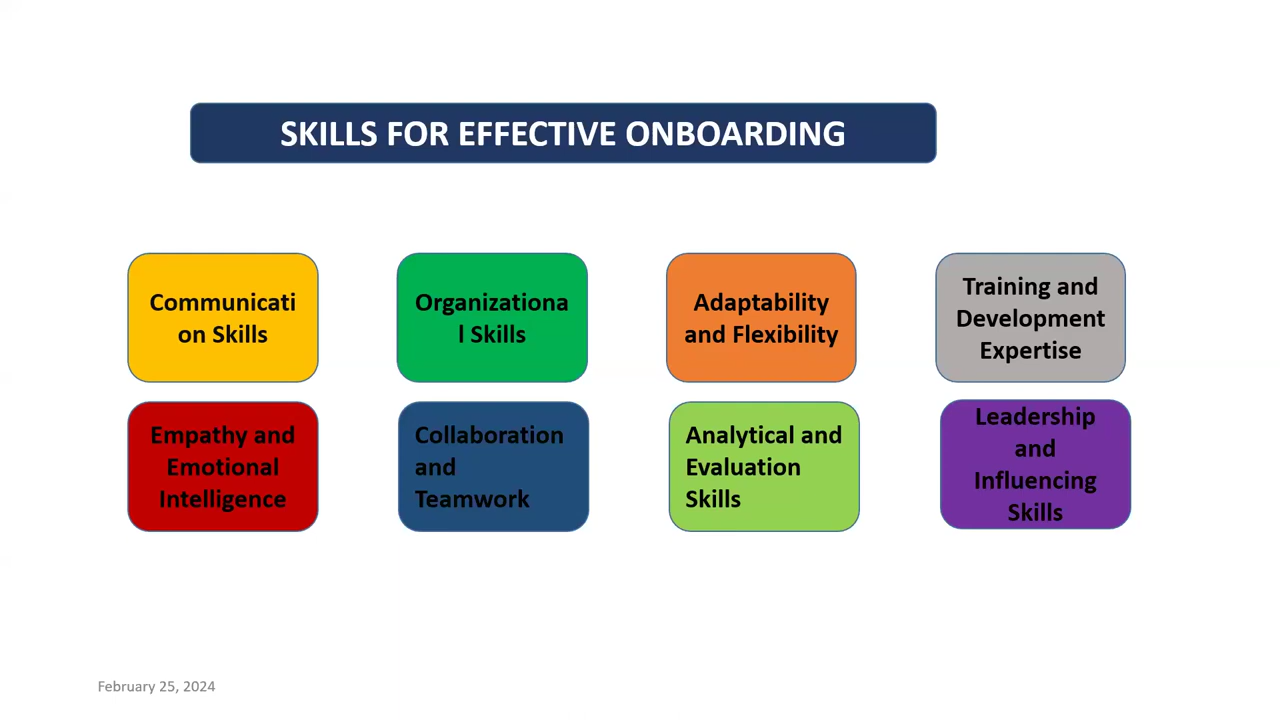 SKILLS FOR EFFECTIVE ONBOARDING
Communicati
on Skills
Organizationa
l Skills
Adaptability
and Flexibility
Training and
Development
Expertise
Empathy and
Emotional
Intelligence
Collaboration
and
Teamwork
Analytical and
Evaluation
Skills
Leadership
and
Influencing
Skills
February 25, 2024